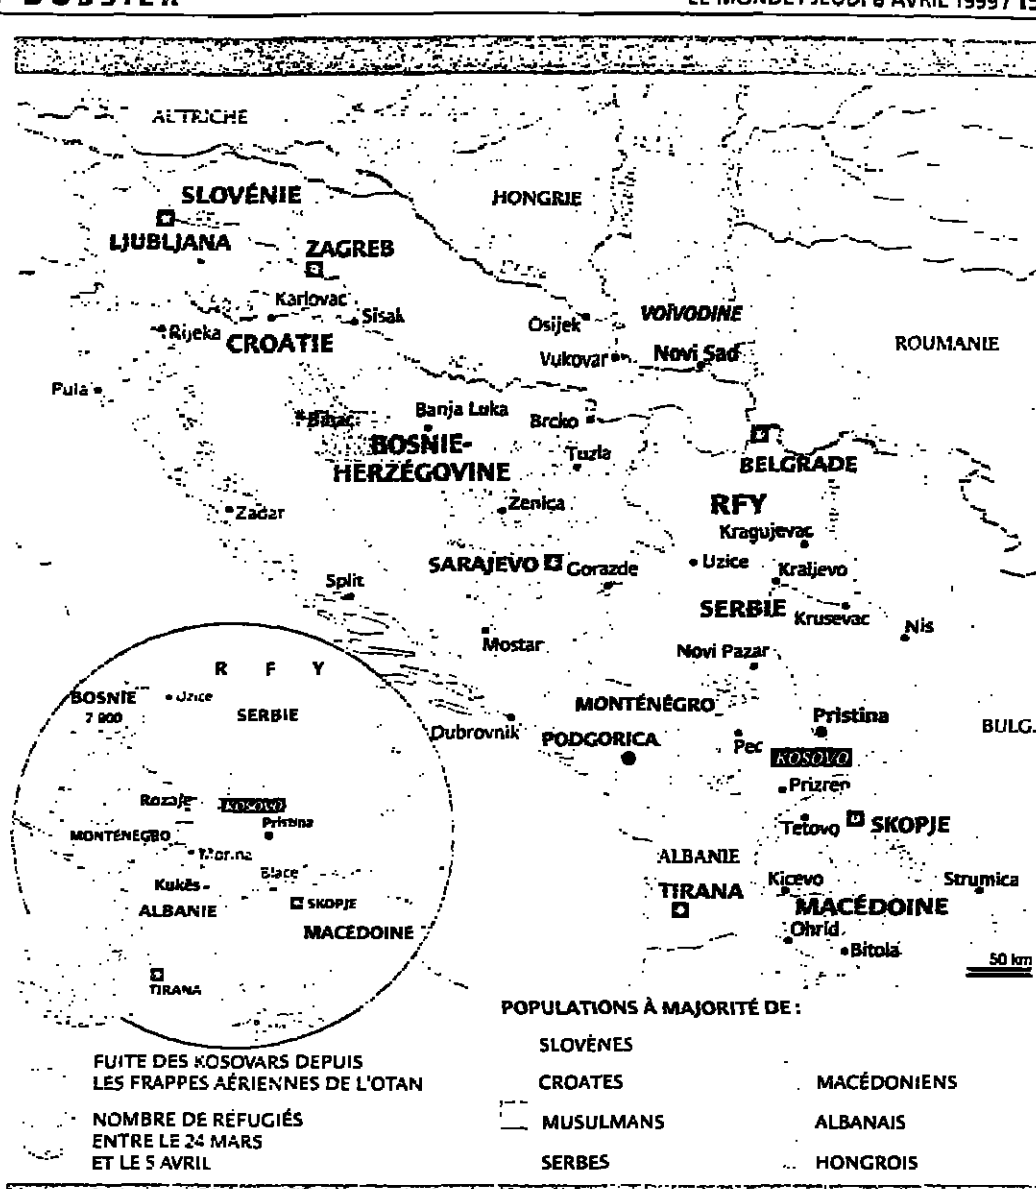 DOSSIER
LE MONDE / JEUDI 8 AVRIL 1999 /
AUTRICHE
SLOVÉNIE
HONGRIE
LJUBLJANA
ZAGREB
Karlovac
Sisak
Rijeka
CROATIE
Osijek
VOÏVODINE
Vukovar
Novi Sad
ROUMANIE
Pula
Bihac
Banja Luka
Brcko
BOSNIE-
HERZÉGOVINE
Tuzla
BELGRADE
RFY
Zadar
Zenica
Kragujevac
SARAJEVO
Gorazde
Uzice
Kraljevo
Split
SERBIE
Krusevac
Nis
Mostar
Novi Pazar
MONTÉNÉGRO
Pristina
BULG.
Dubrovnik
PODGORICA
Pec
KOSOVO
Prizren
Tetovo
SKOPJE
ALBANIE
Kicevo
Strumica
TIRANA
MACÉDOINE
Ohrid
Bitola
50 km
R F Y
BOSNIE
7 900
Uzice
SERBIE
Rozaje
KOSOVO
Pristina
MONTÉNÉGRO
Morina
Blace
Kukës
ALBANIE
SKOPJE
MACÉDOINE
TIRANA
FUITE DES KOSOVARS DEPUIS
LES FRAPPES AÉRIENNES DE L'OTAN
NOMBRE DE RÉFUGIÉS
ENTRE LE 24 MARS
ET LE 5 AVRIL
POPULATIONS À MAJORITÉ DE :
SLOVÈNES
CROATES
MUSULMANS
SERBES
MACÉDONIENS
ALBANAIS
HONGROIS